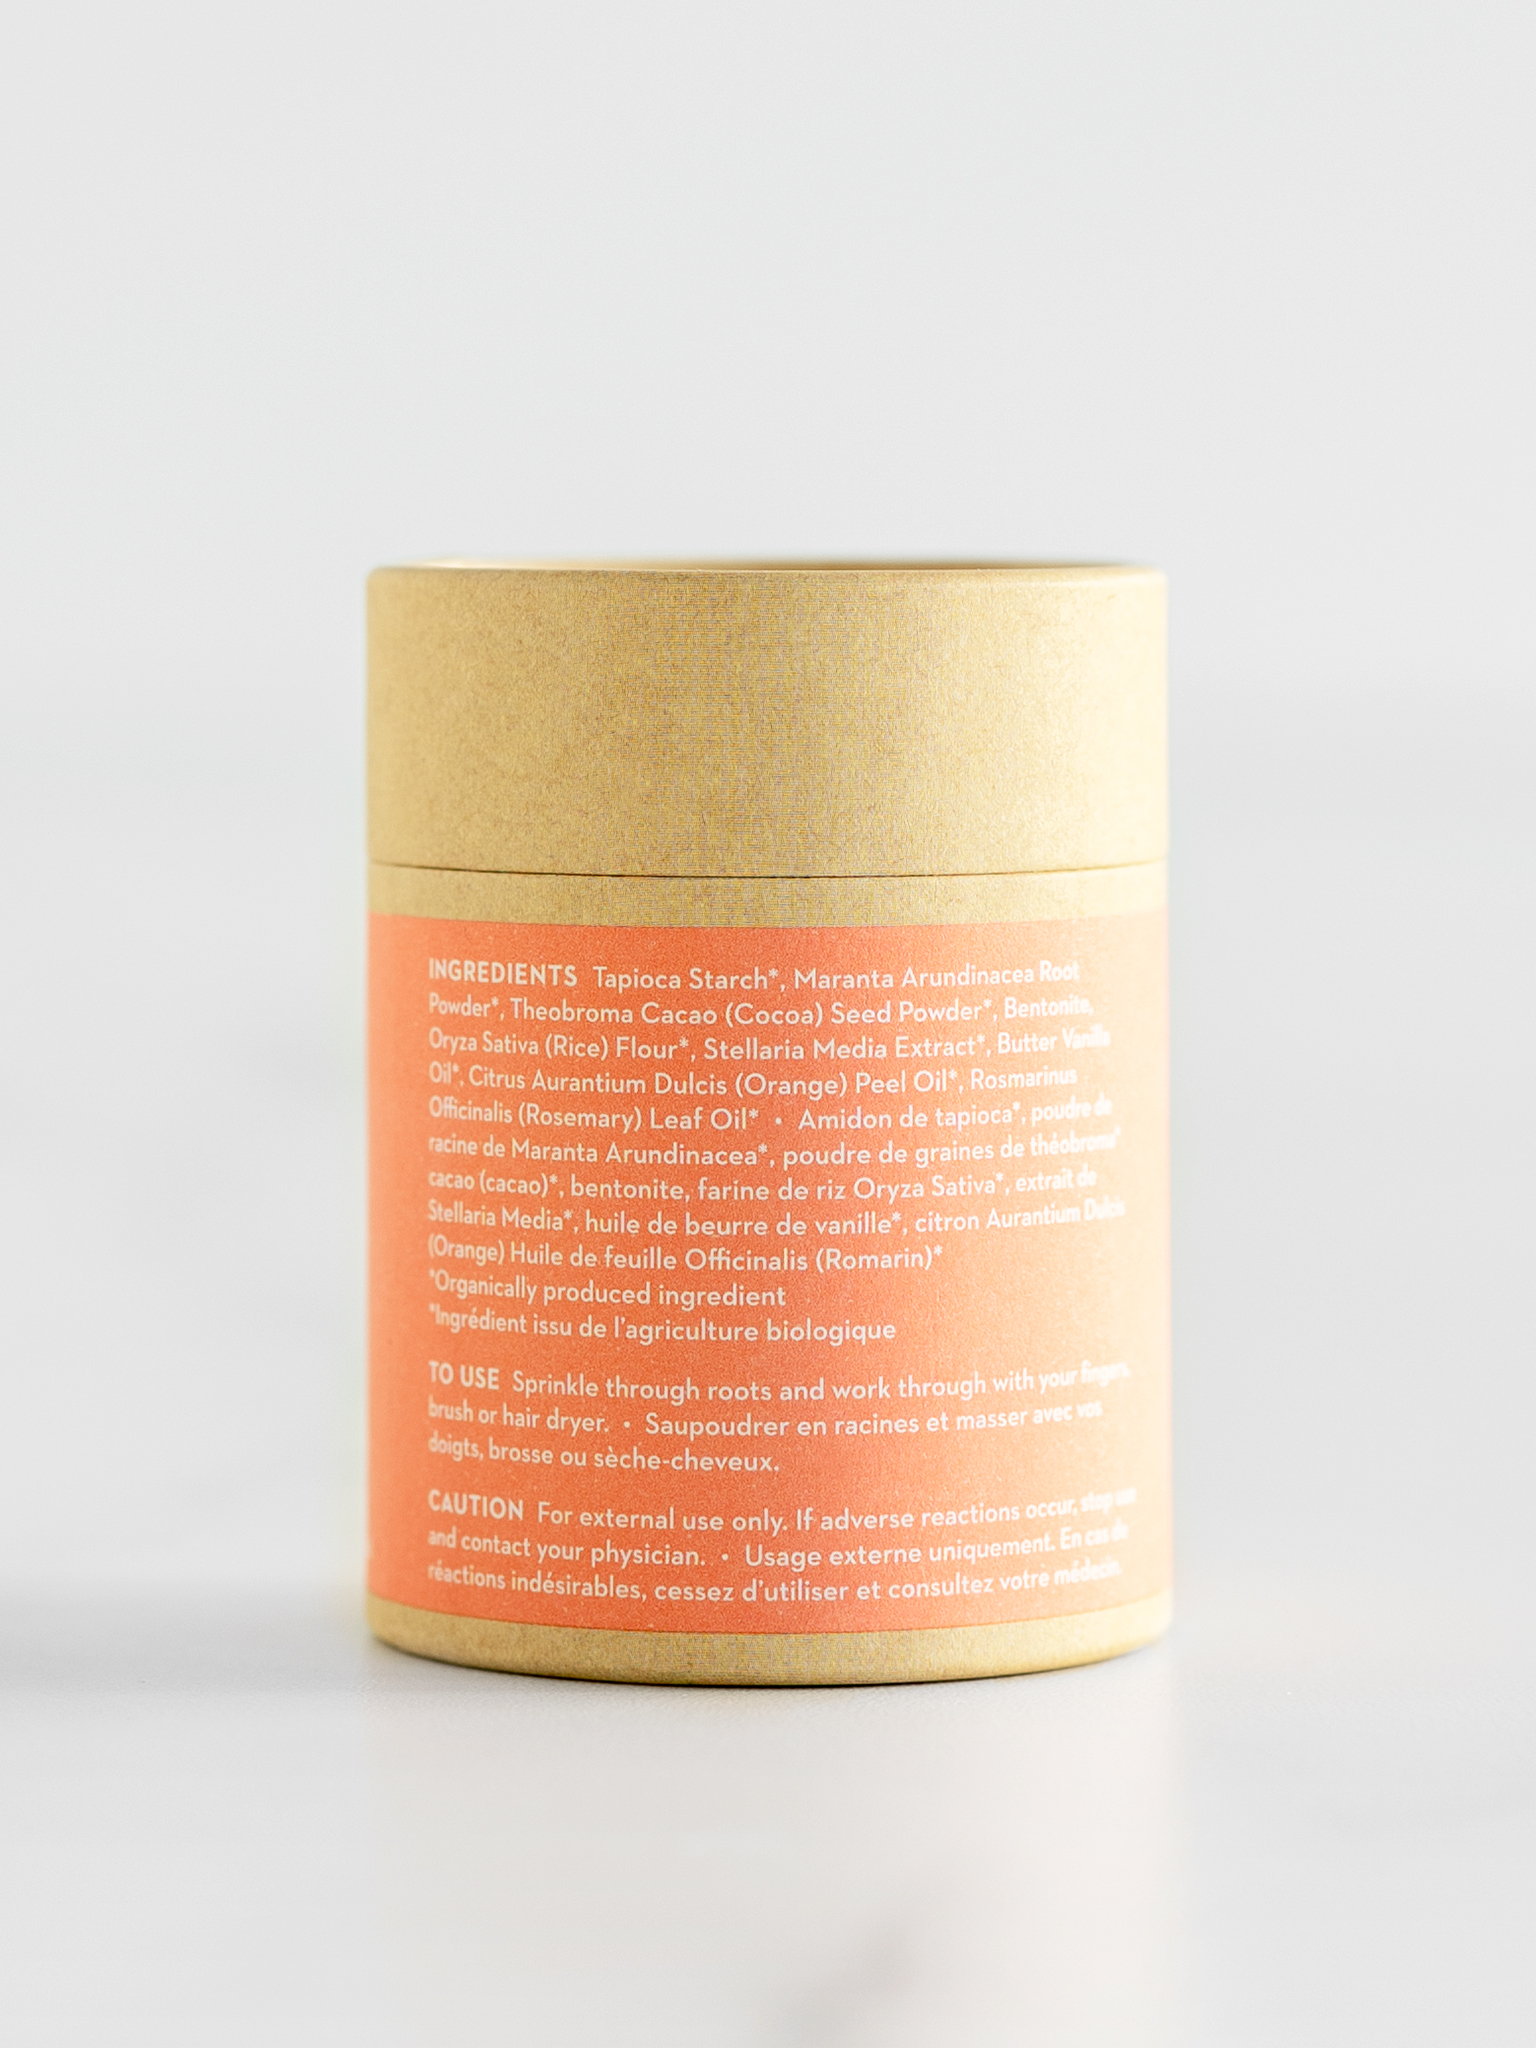 INGREDIENTS Tapioca Starch*, Maranta Arundinacea Root
Powder*, Theobroma Cacao (Cocoa) Seed Powder*, Bentonite,
Oryza Sativa (Rice) Flour*, Stellaria Media Extract*, Butter Vanilla
Oil*, Citrus Aurantium Dulcis (Orange) Peel Oil*, Rosmarinus
Officinalis (Rosemary) Leaf Oil* • Amidon de tapioca*, poudre de
racine de Maranta Arundinacea*, poudre de graines de théobroma*
cacao (cacao)*, bentonite, farine de riz Oryza Sativa*, extrait de
Stellaria Media*, huile de beurre de vanille*, citron Aurantium Dulcis
(Orange) Huile de feuille Officinalis (Romarin)*
*Organically produced ingredient
*Ingrédient issu de l'agriculture biologique
TO USE Sprinkle through roots and work through with your fingers,
brush or hair dryer. • Saupoudrer en racines et masser avec vos
doigts, brosse ou sèche-cheveux.
CAUTION For external use only. If adverse reactions occur, stop use
and contact your physician. • Usage externe uniquement. En cas de
réactions indésirables, cessez d'utiliser et consultez votre médecin.